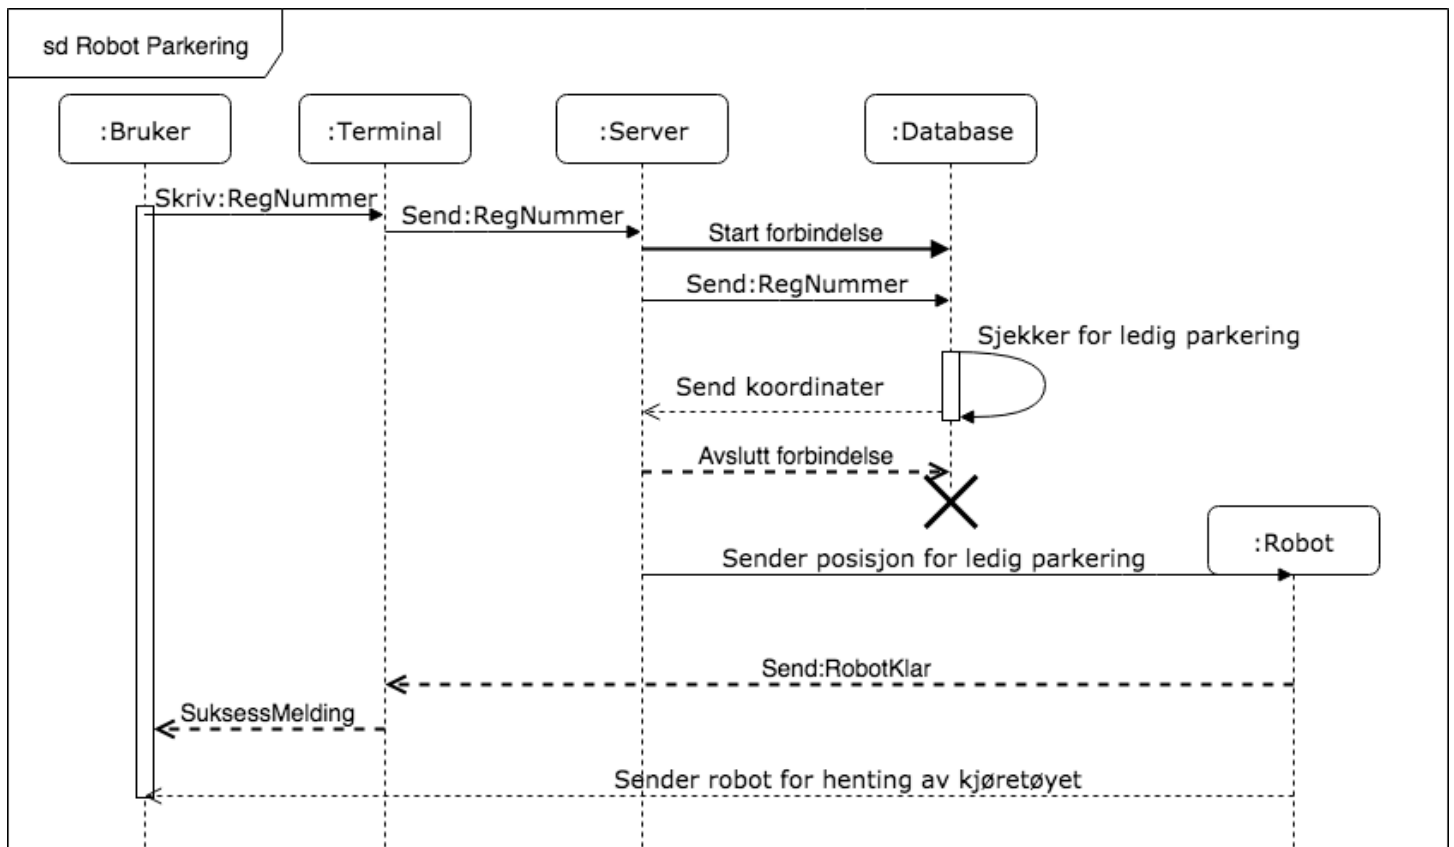 sd Robot Parkering
:Bruker
:Terminal
:Server
:Database
Skriv:RegNummer
Send:RegNummer
Start forbindelse
Send:RegNummer
Sjekker for ledig parkering
Send koordinater
Avslutt forbindelse
:Robot
Sender posisjon for ledig parkering
Send:RobotKlar
SuksessMelding
Sender robot for henting av kjøretøyet